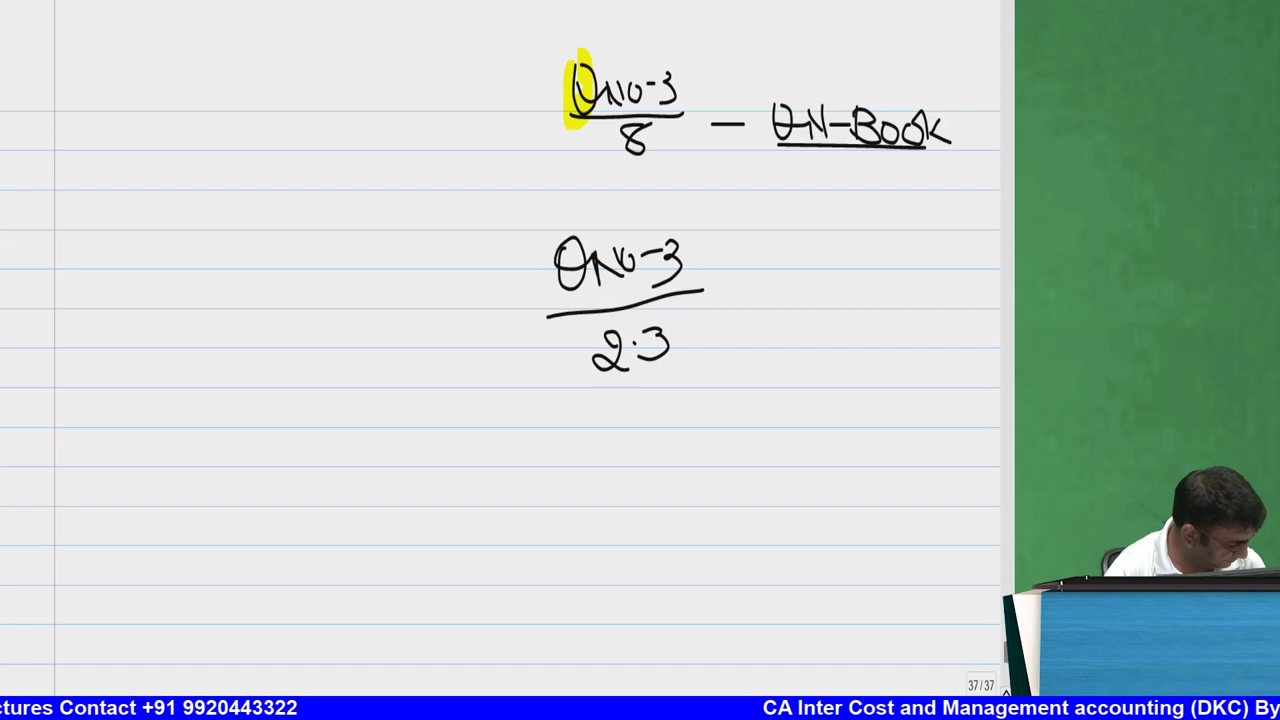 QNO-3
8 — IN-BOOK
QNO-3
2.3
37/37
ctures Contact +91 9920443322
CA Inter Cost and Management accounting (DKC) By